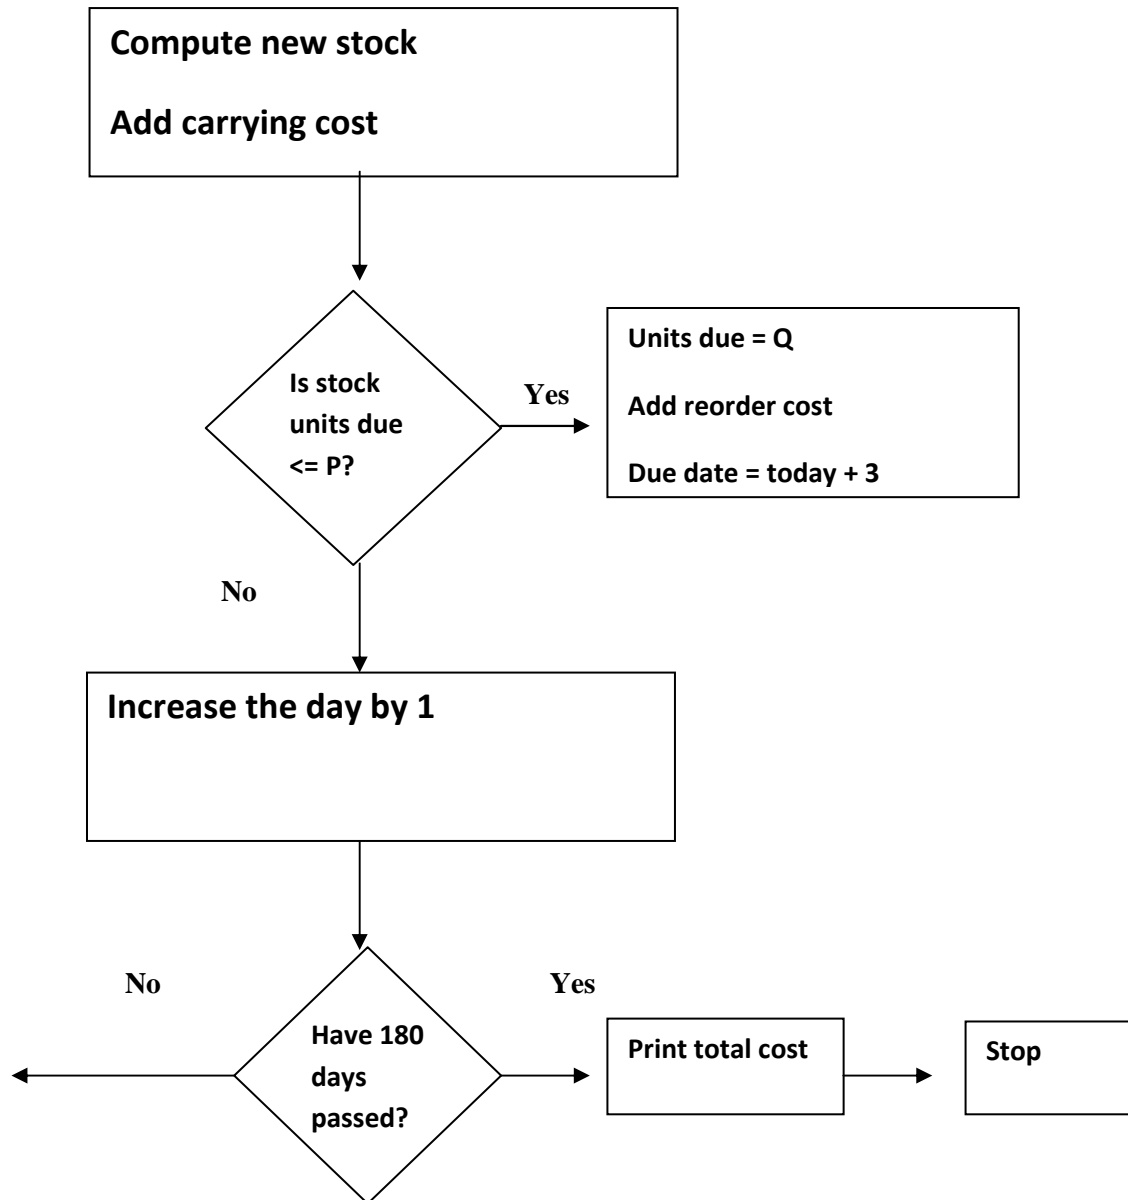 Compute new stock
Add carrying cost
Is stock
units due
<= P?
Yes
Units due = Q
Add reorder cost
Due date = today + 3
No
Increase the day by 1
No
Yes
Have 180
days
passed?
Print total cost
Stop